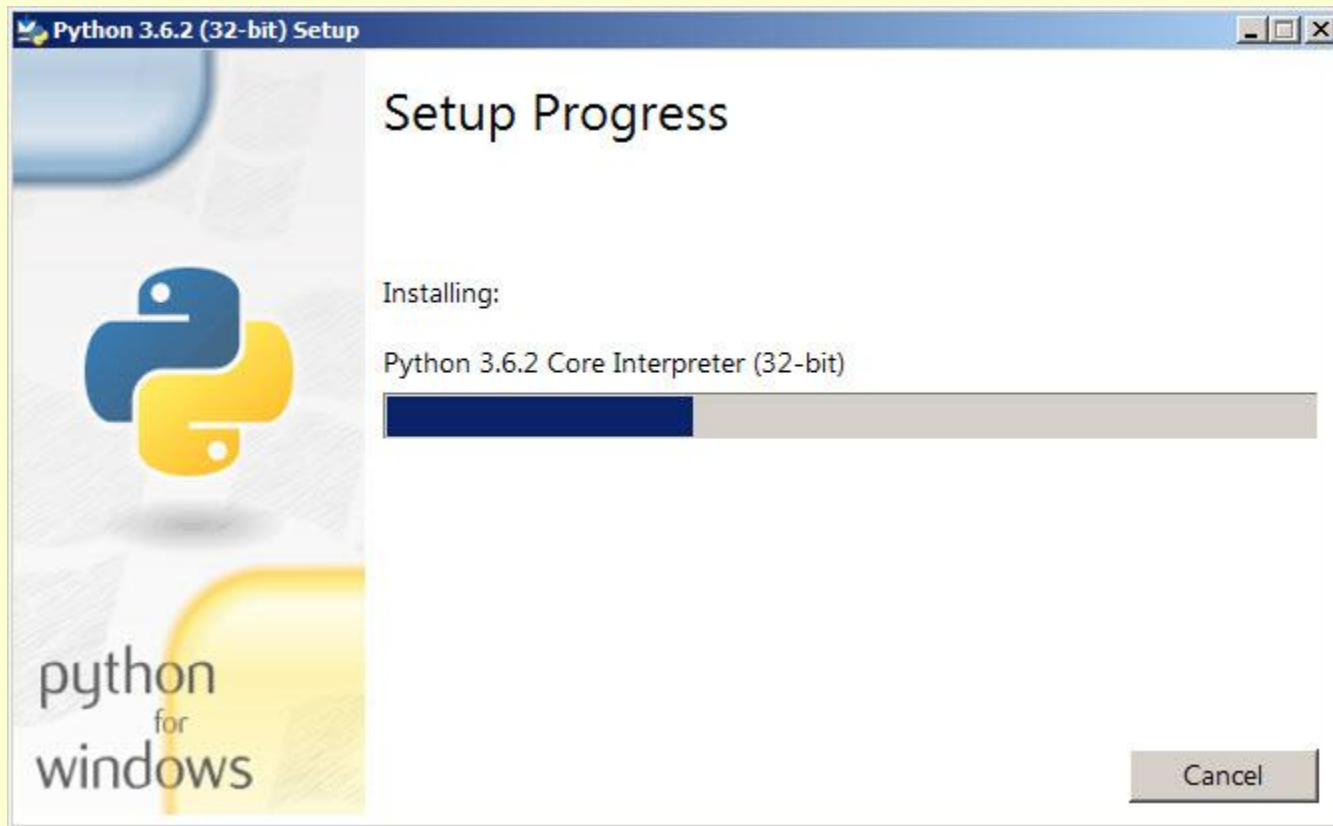 Python 3.6.2 (32-bit) Setup
Setup Progress
Installing:
Python 3.6.2 Core Interpreter (32-bit)
python
for
windows
Cancel